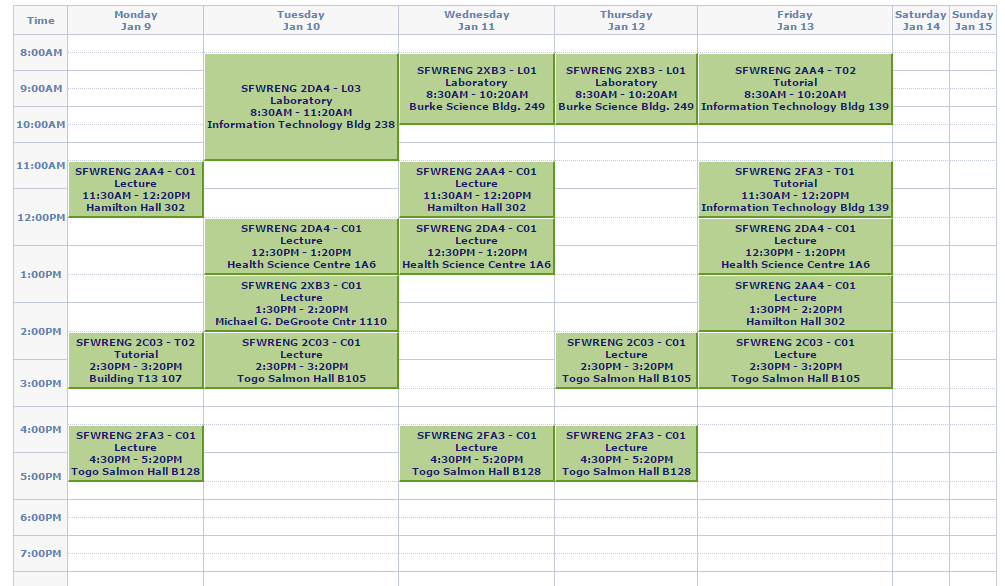 Time
Monday
Jan 9
Tuesday
Jan 10
Wednesday
Jan 11
Thursday
Jan 12
Friday
Jan 13
Saturday
Jan 14
Sunday
Jan 15
8:00AM
9:00AM
10:00AM
11:00AM
12:00PM
1:00PM
2:00PM
3:00PM
4:00PM
5:00PM
6:00PM
7:00PM
SFWRENG 2AA4 - C01
Lecture
11:30AM - 12:20PM
Hamilton Hall 302
SFWRENG 2C03 - T02
Tutorial
2:30PM - 3:20PM
Building T13 107
SFWRENG 2FA3 - C01
Lecture
4:30PM - 5:20PM
Togo Salmon Hall B128
SFWRENG 2DA4 - L03
Laboratory
8:30AM - 11:20AM
Information Technology Bldg 238
SFWRENG 2DA4 - C01
Lecture
12:30PM - 1:20PM
Health Science Centre 1A6
SFWRENG 2XB3 - C01
Lecture
1:30PM - 2:20PM
Michael G. DeGroote Cntr 1110
SFWRENG 2C03 - C01
Lecture
2:30PM - 3:20PM
Togo Salmon Hall B105
SFWRENG 2XB3 - L01
Laboratory
8:30AM - 10:20AM
Burke Science Bldg. 249
SFWRENG 2AA4 - C01
Lecture
11:30AM - 12:20PM
Hamilton Hall 302
SFWRENG 2DA4 - C01
Lecture
12:30PM - 1:20PM
Health Science Centre 1A6
SFWRENG 2FA3 - C01
Lecture
4:30PM - 5:20PM
Togo Salmon Hall B128
SFWRENG 2XB3 - L01
Laboratory
8:30AM - 10:20AM
Burke Science Bldg. 249
SFWRENG 2C03 - C01
Lecture
2:30PM - 3:20PM
Togo Salmon Hall B105
SFWRENG 2FA3 - C01
Lecture
4:30PM - 5:20PM
Togo Salmon Hall B128
SFWRENG 2AA4 - T02
Tutorial
8:30AM - 10:20AM
Information Technology Bldg 139
SFWRENG 2FA3 - T01
Tutorial
11:30AM - 12:20PM
Information Technology Bldg 139
SFWRENG 2DA4 - C01
Lecture
12:30PM - 1:20PM
Health Science Centre 1A6
SFWRENG 2AA4 - C01
Lecture
1:30PM - 2:20PM
Hamilton Hall 302
SFWRENG 2C03 - C01
Lecture
2:30PM - 3:20PM
Togo Salmon Hall B105